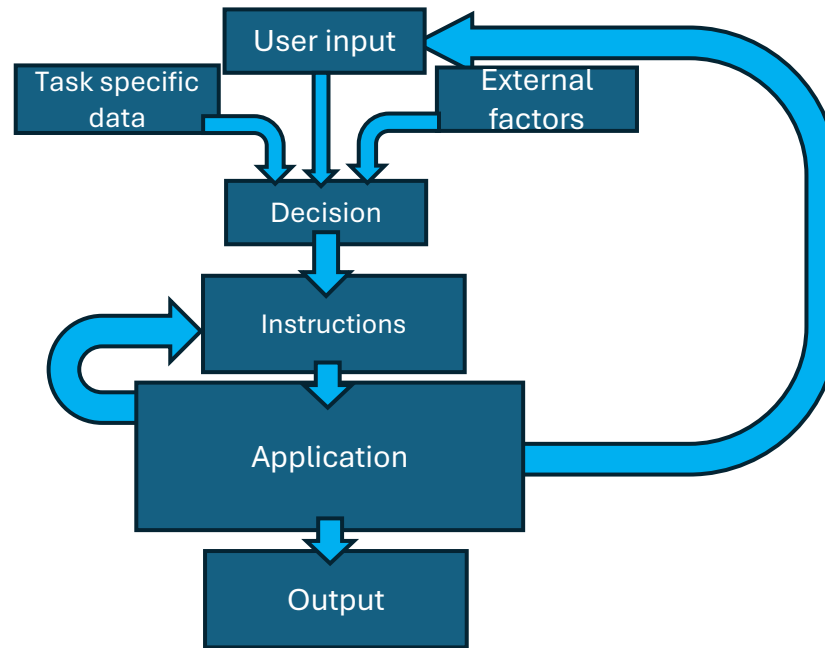 User input
Task specific
data
External
factors
Decision
Instructions
Application
Output